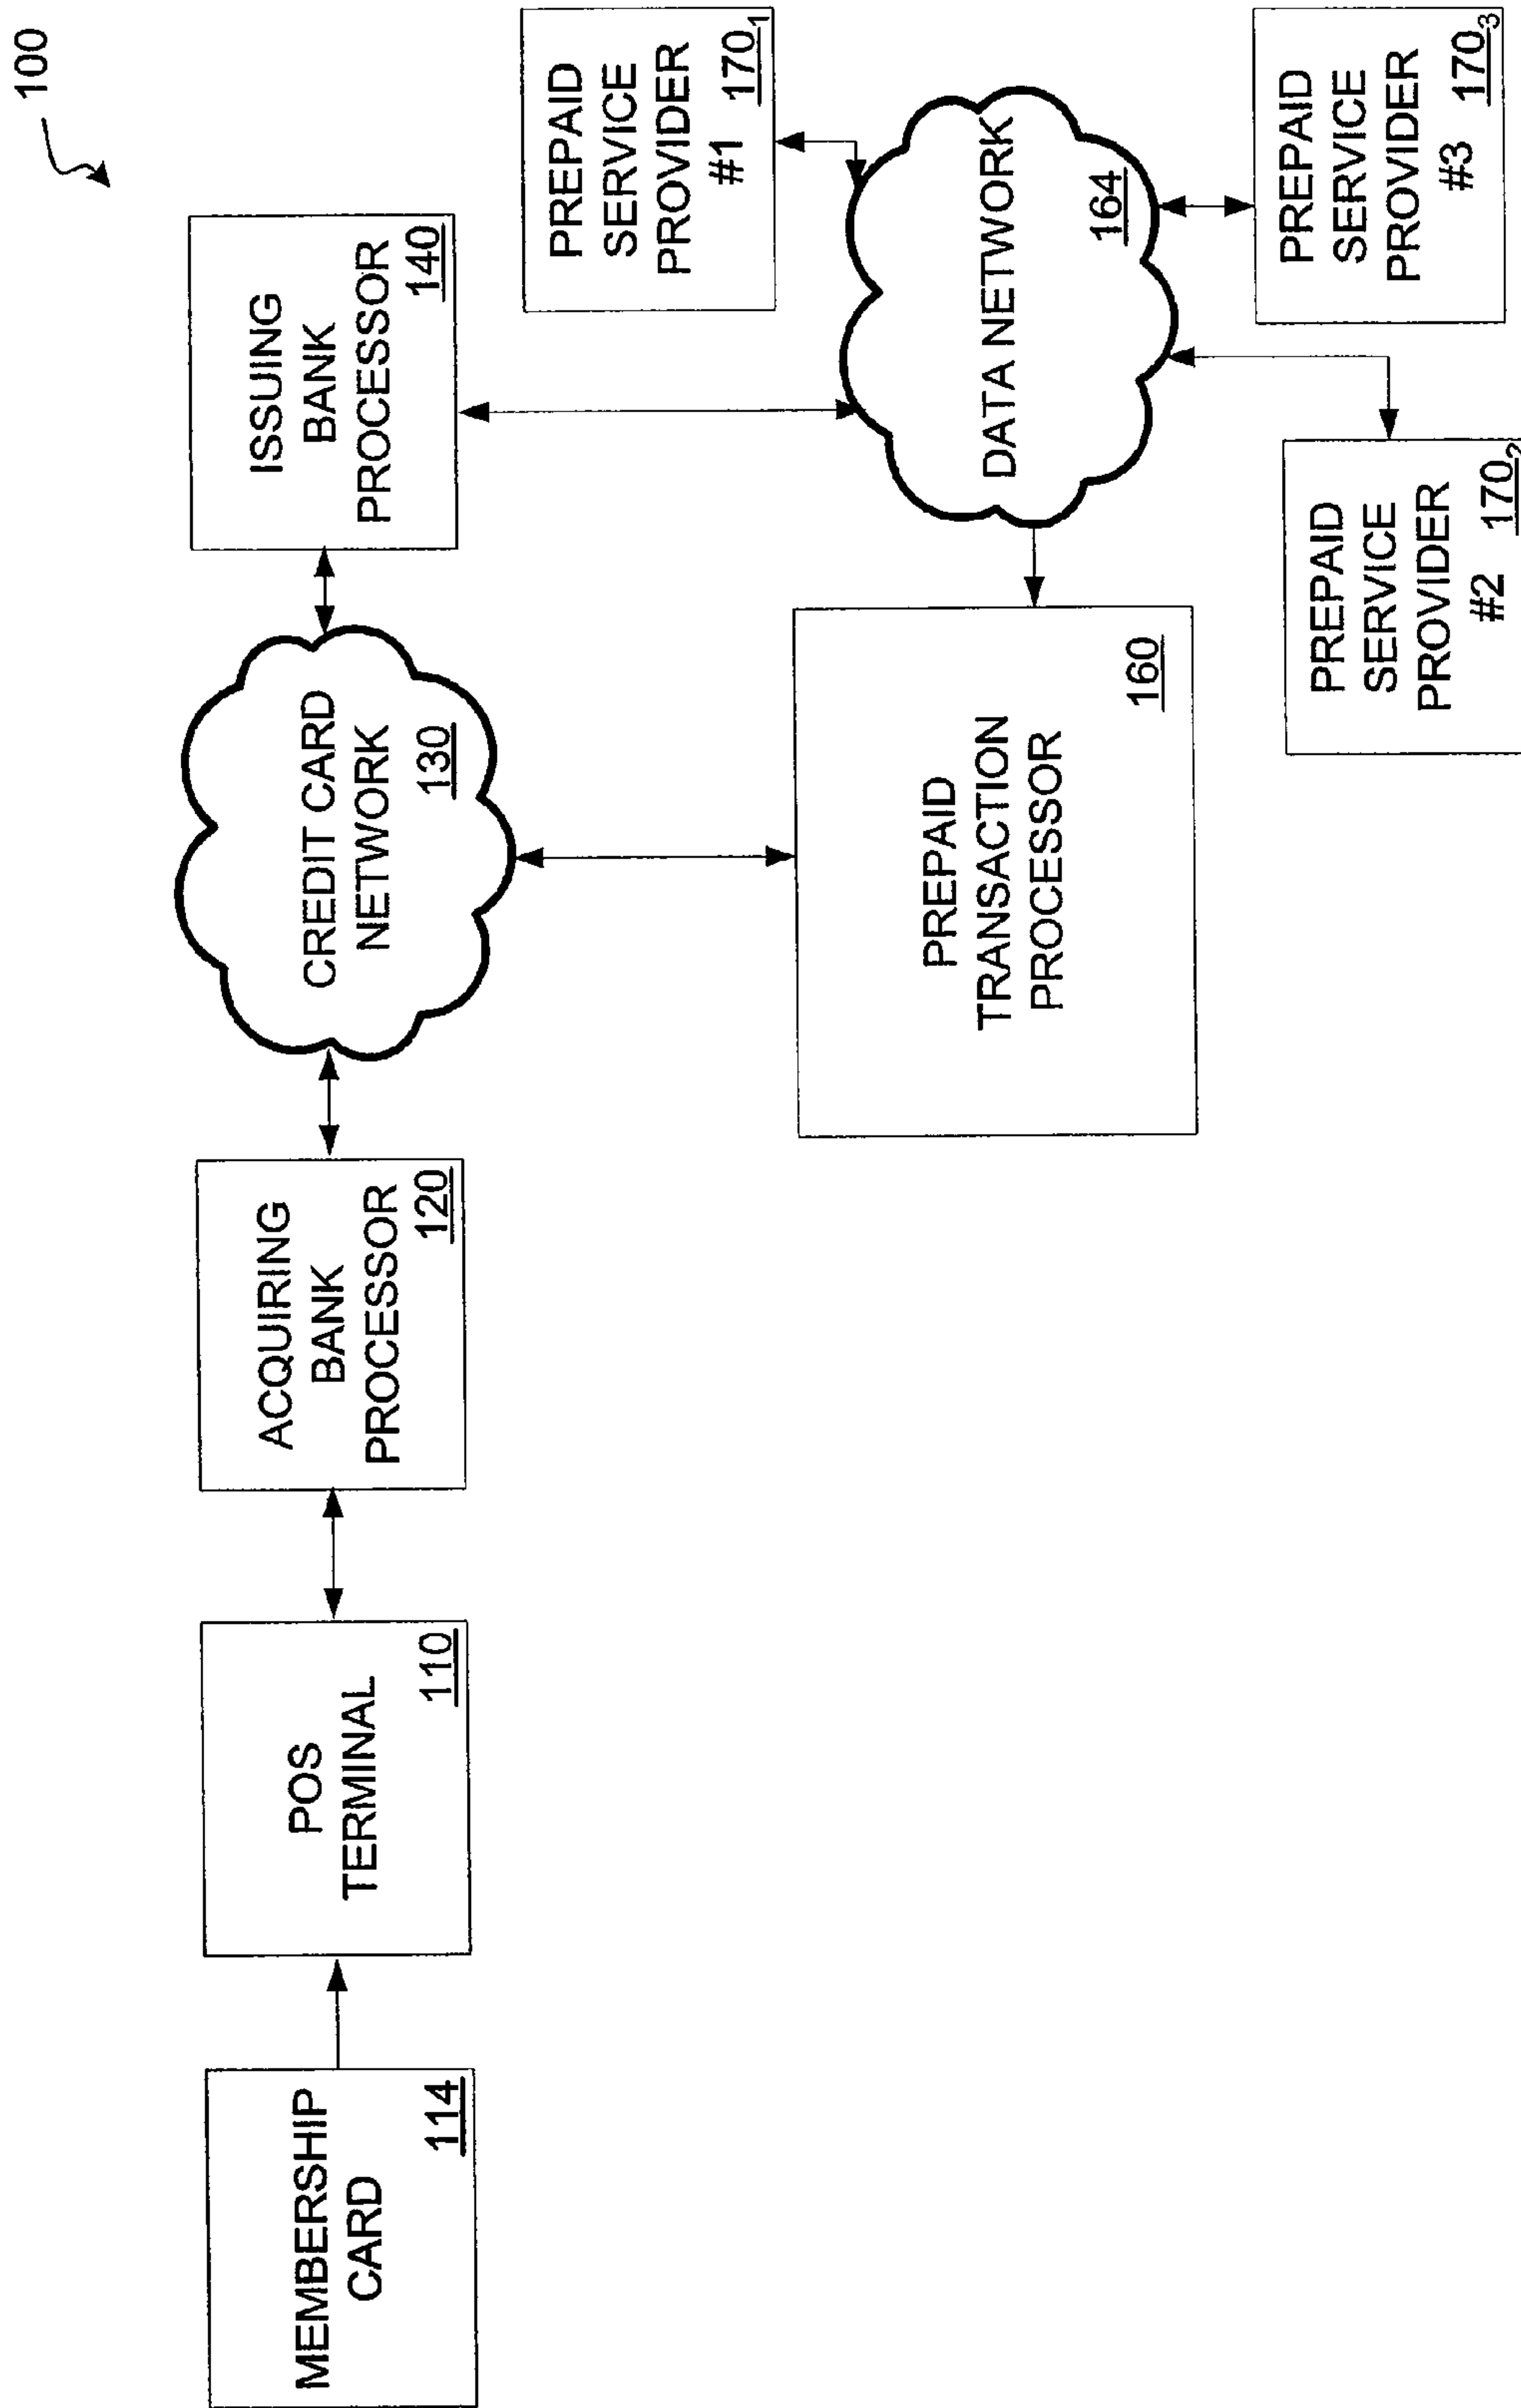 100
MEMBERSHIP
CARD
114
POS
TERMINAL
110
ACQUIRING
BANK
PROCESSOR
120
CREDIT CARD
NETWORK
130
ISSUING
BANK
PROCESSOR
140
PREPAID
TRANSACTION
PROCESSOR
160
DATA NETWORK
164
PREPAID
SERVICE
PROVIDER
#1 170₁
PREPAID
SERVICE
PROVIDER
#2 170₂
PREPAID
SERVICE
PROVIDER
#3 170₃